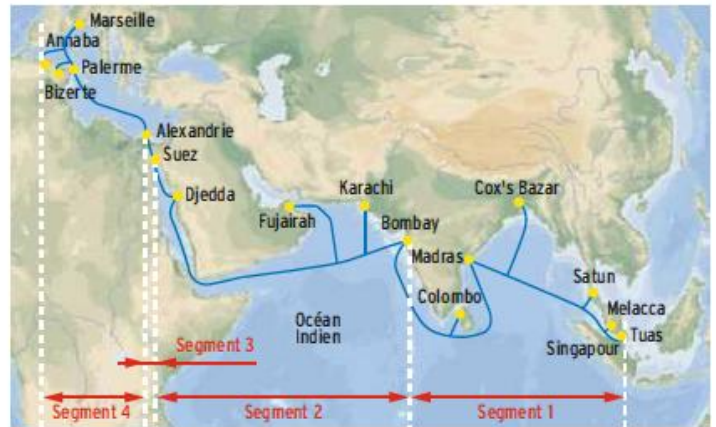 Marseille
Annaba
Palerme
Bizerte
Alexandrie
Suez
Djedda
Karachi
Cox's Bazar
Fujairah
Bombay
Madras
Satun
Colombo
Melacca
Océan
Indien
Tuas
Singapour
Segment 3
Segment 4
Segment 2
Segment 1